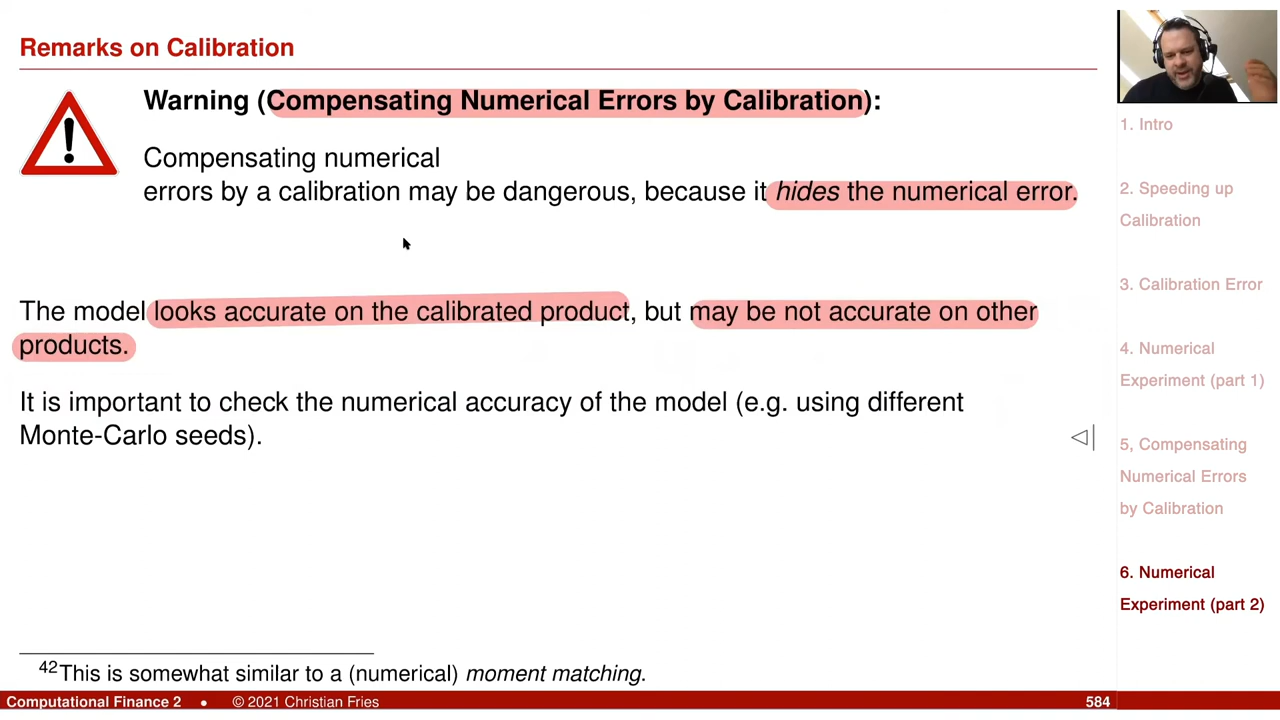 Remarks on Calibration
Warning (Compensating Numerical Errors by Calibration):
Compensating numerical
errors by a calibration may be dangerous, because it hides the numerical error.
The model looks accurate on the calibrated product, but may be not accurate on other
products.
It is important to check the numerical accuracy of the model (e.g. using different
Monte-Carlo seeds).
42This is somewhat similar to a (numerical) moment matching.
Computational Finance 2 • © 2021 Christian Fries 584
1. Intro
2. Speeding up
Calibration
3. Calibration Error
4. Numerical
Experiment (part 1)
5, Compensating
Numerical Errors
by Calibration
6. Numerical
Experiment (part 2)